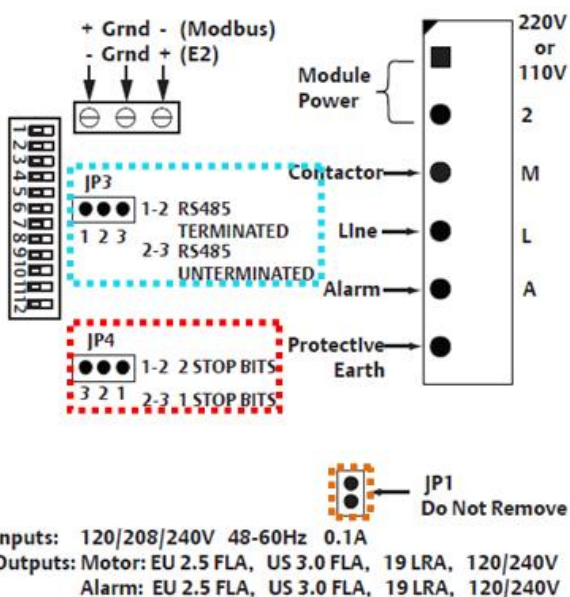 + Grnd - (Modbus)
- Grnd + (E2)
1
2
3
4
5
6
7
8
9
10
11
12
JP3
1-2 RS485
TERMINATED
1 2 3
2-3 RS485
UNTERMINATED
JP4
1-2 2 STOP BITS
3 2 1
2-3 1 STOP BITS
Module
Power
220V
or
110V
2
Contactor
M
Line
L
Alarm
A
Protective
Earth
JP1
Do Not Remove
nputs: 120/208/240V 48-60Hz 0.1A
Outputs: Motor: EU 2.5 FLA, US 3.0 FLA, 19 LRA, 120/240V
Alarm: EU 2.5 FLA, US 3.0 FLA, 19 LRA, 120/240V